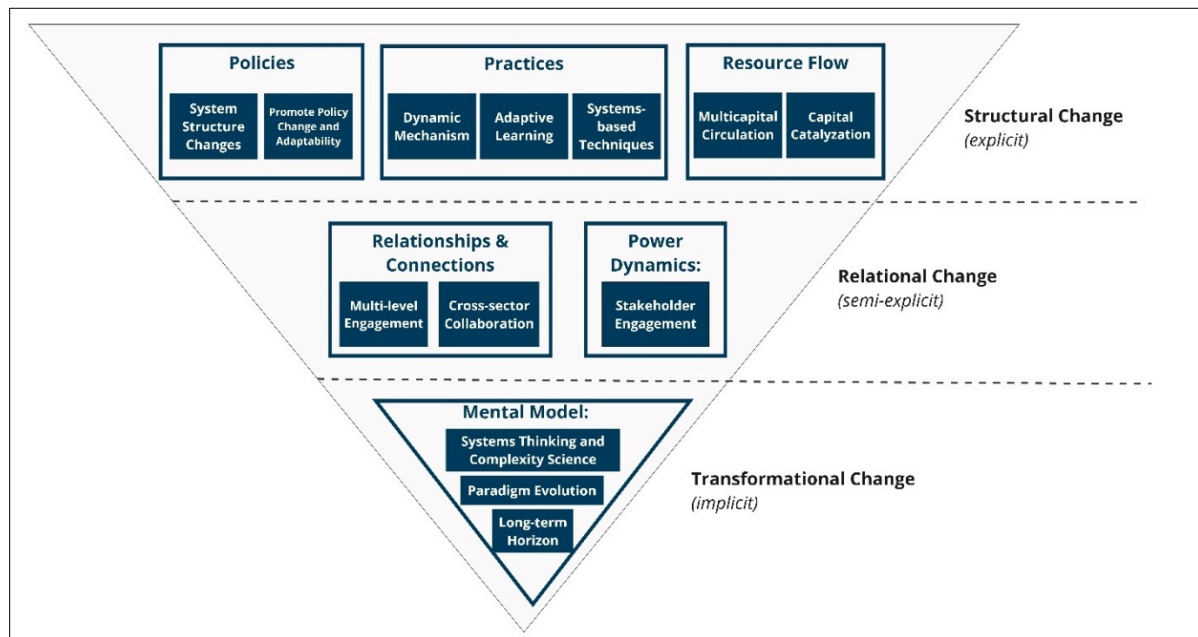 Policies
System
Structure
Changes
Promote Policy
Change and
Adaptability
Practices
Dynamic
Mechanism
Adaptive
Learning
Systems-
based
Techniques
Resource Flow
Multicapital
Circulation
Capital
Catalyzation
Structural Change
(explicit)
Relationships &
Connections
Multi-level
Engagement
Cross-sector
Collaboration
Power
Dynamics:
Stakeholder
Engagement
Relational Change
(semi-explicit)
Mental Model:
Systems Thinking and
Complexity Science
Paradigm Evolution
Long-term
Horizon
Transformational Change
(implicit)